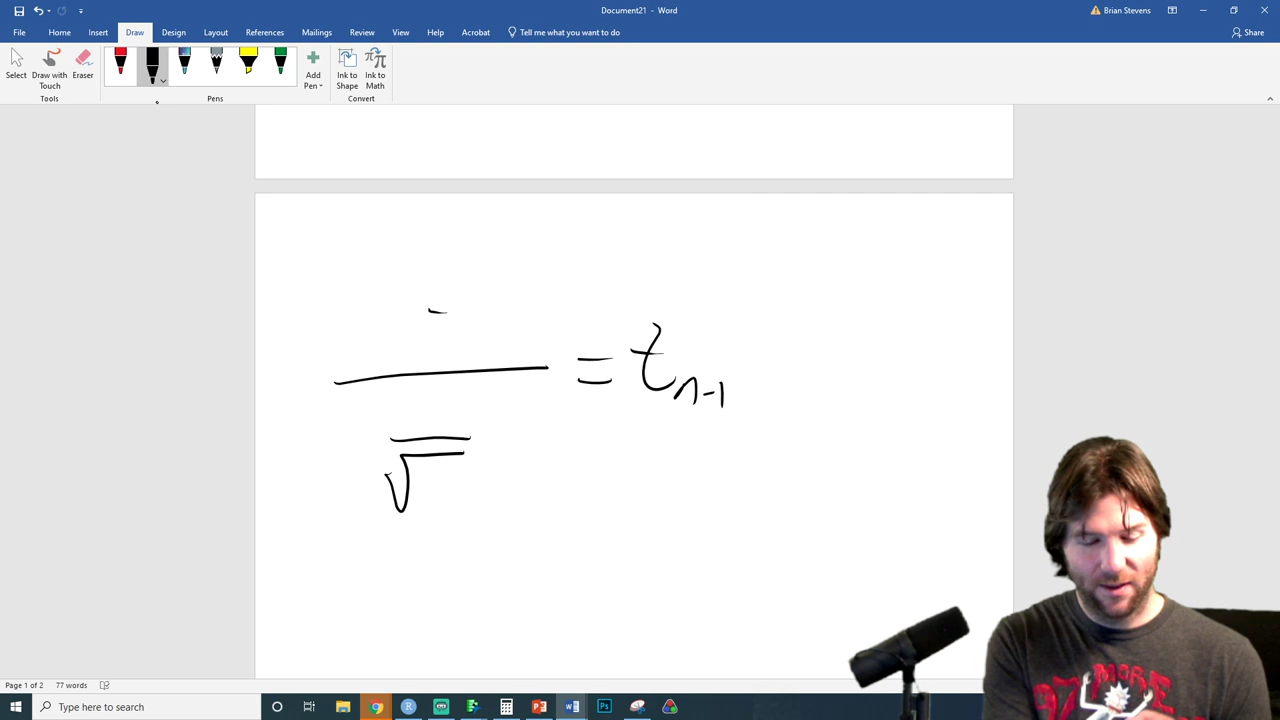 Document21 - Word
Brian Stevens
File Home Insert Draw Design Layout References Mailings Review View Help Acrobat Tell me what you want to do Share
Select Draw with Touch Eraser Add Pen Ink to Shape Ink to Math
Tools Pens Convert
-
√ = t n-1
97 MORE
Page 1 of 2 77 words
Type here to search